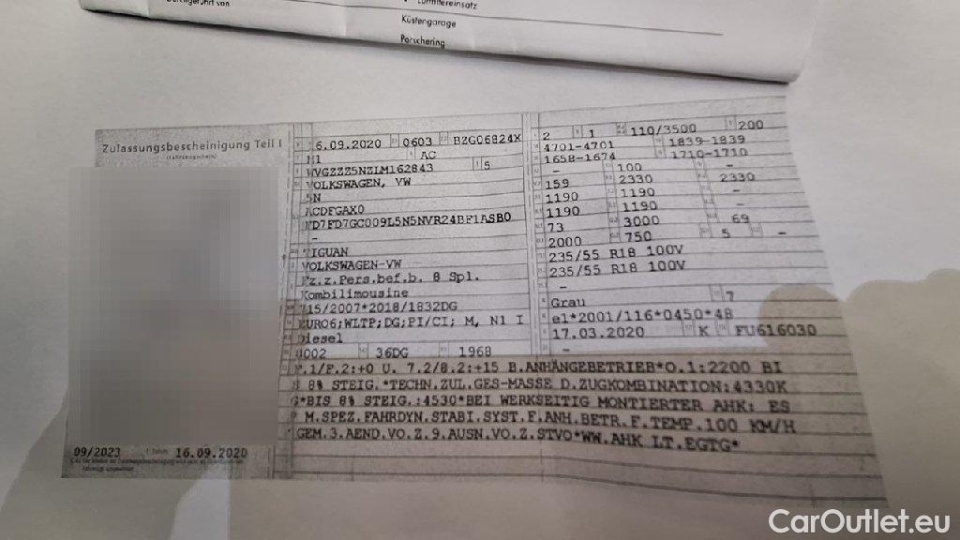 Durchgeführt von
Luftfiltereinsatz
Küstengarage
Porschering
Zulassungsbescheinigung Teil I
16.09.2020 0603 BZG06824X
M1 AC
WVGZZZ5NZLM162843 5
VOLKSWAGEN, VW
5N
ACDFGAX0
FD7FD7GC009L5N5NVR24BF1ASB0
-
TIGUAN
VOLKSWAGEN-VW
Fz.z.Pers.bef.b. 8 Spl.
Kombilimousine
715/2007*2018/1832DG
EURO6;WLTP;DG;PI/CI; M, N1 I
Diesel
0002 36DG 1968
2 1 110/3500 200
4701-4701 1839-1839
1658-1674 1710-1710
- 100 -
159 2330 2330
1190 1190 -
1190 1190 -
73 3000 69
2000 750 5 -
235/55 R18 100V
235/55 R18 100V
-
Grau 7
e1*2001/116*0450*48
17.03.2020 K FU616030
-
F.1/F.2:+0 U. 7.2/8.2:+15 B.ANHÄNGEBETRIEB*O.1:2200 BI
S 8% STEIG.*TECHN.ZUL.GES-MASSE D.ZUGKOMBINATION:4330K
G*BIS 8% STEIG.:4530*BEI WERKSEITIG MONTIERTER AHK: ES
P M.SPEZ.FAHRDYN.STABI.SYST.F.ANH.BETR.F.TEMP.100 KM/H
GEM.3.AEND.VO.Z.9.AUSN.VO.Z.STVO*WW.AHK LT.EGTG*
09/2023 16.09.2020
CarOutlet.eu